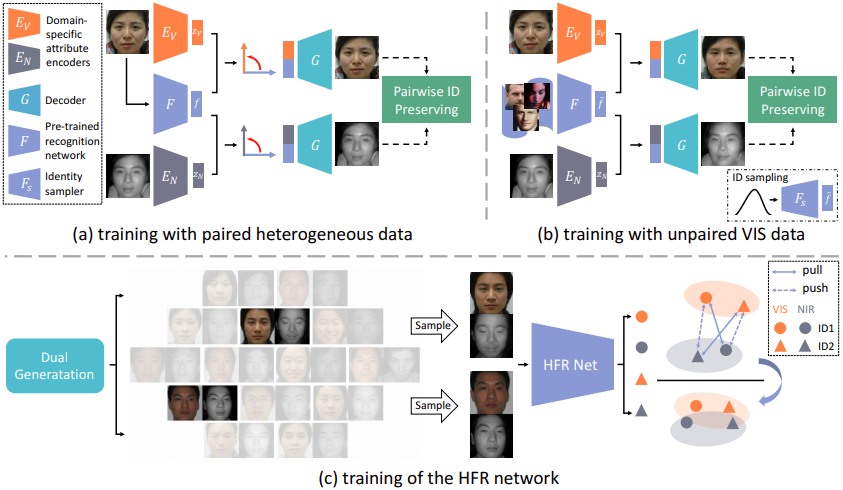 E_V
Domain-specific
attribute
encoders
E_N
G
Decoder
F
Pre-trained
recognition
network
F_s
Identity
sampler
E_V
z_V
F
f
E_N
z_N
G
G
Pairwise ID
Preserving
(a) training with paired heterogeneous data
E_V
z_V
F
f̃
E_N
z_N
G
G
Pairwise ID
Preserving
ID sampling
F_s
f̃
(b) training with unpaired VIS data
Dual
Generatation
Sample
Sample
HFR Net
pull
push
VIS NIR
ID1
ID2
(c) training of the HFR network